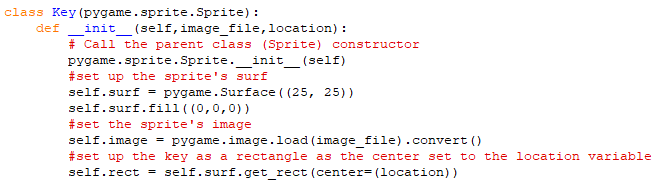 class Key(pygame.sprite.Sprite):
    def __init__(self,image_file,location):
        # Call the parent class (Sprite) constructor
        pygame.sprite.Sprite.__init__(self)
        #set up the sprite's surf
        self.surf = pygame.Surface((25, 25))
        self.surf.fill((0,0,0))
        #set the sprite's image
        self.image = pygame.image.load(image_file).convert()
        #set up the key as a rectangle as the center set to the location variable
        self.rect = self.surf.get_rect(center=(location))